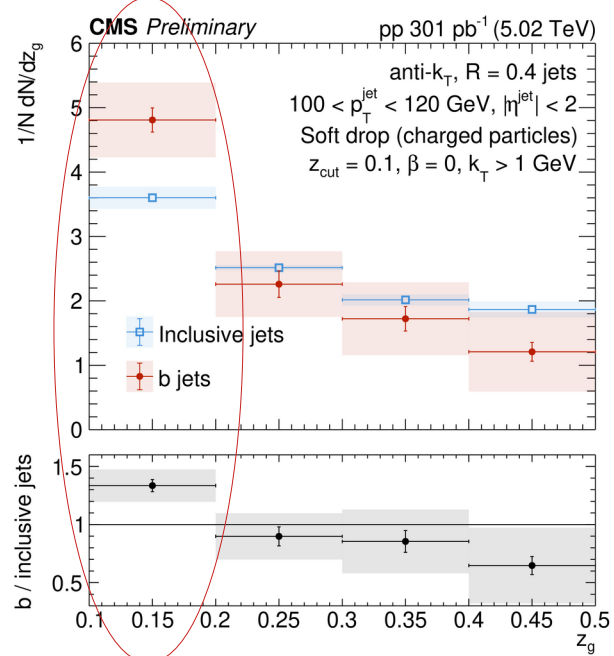 CMS Preliminary pp 301 pb⁻¹ (5.02 TeV)
anti-k_T, R = 0.4 jets
100 < p_T^jet < 120 GeV, |η^jet| < 2
Soft drop (charged particles)
z_cut = 0.1, β = 0, k_T > 1 GeV
1/N dN/dz_g
6
5
4
3
2
1
0
Inclusive jets
b jets
b / inclusive jets
1.5
1
0.5
0.1 0.15 0.2 0.25 0.3 0.35 0.4 0.45 0.5
z_g